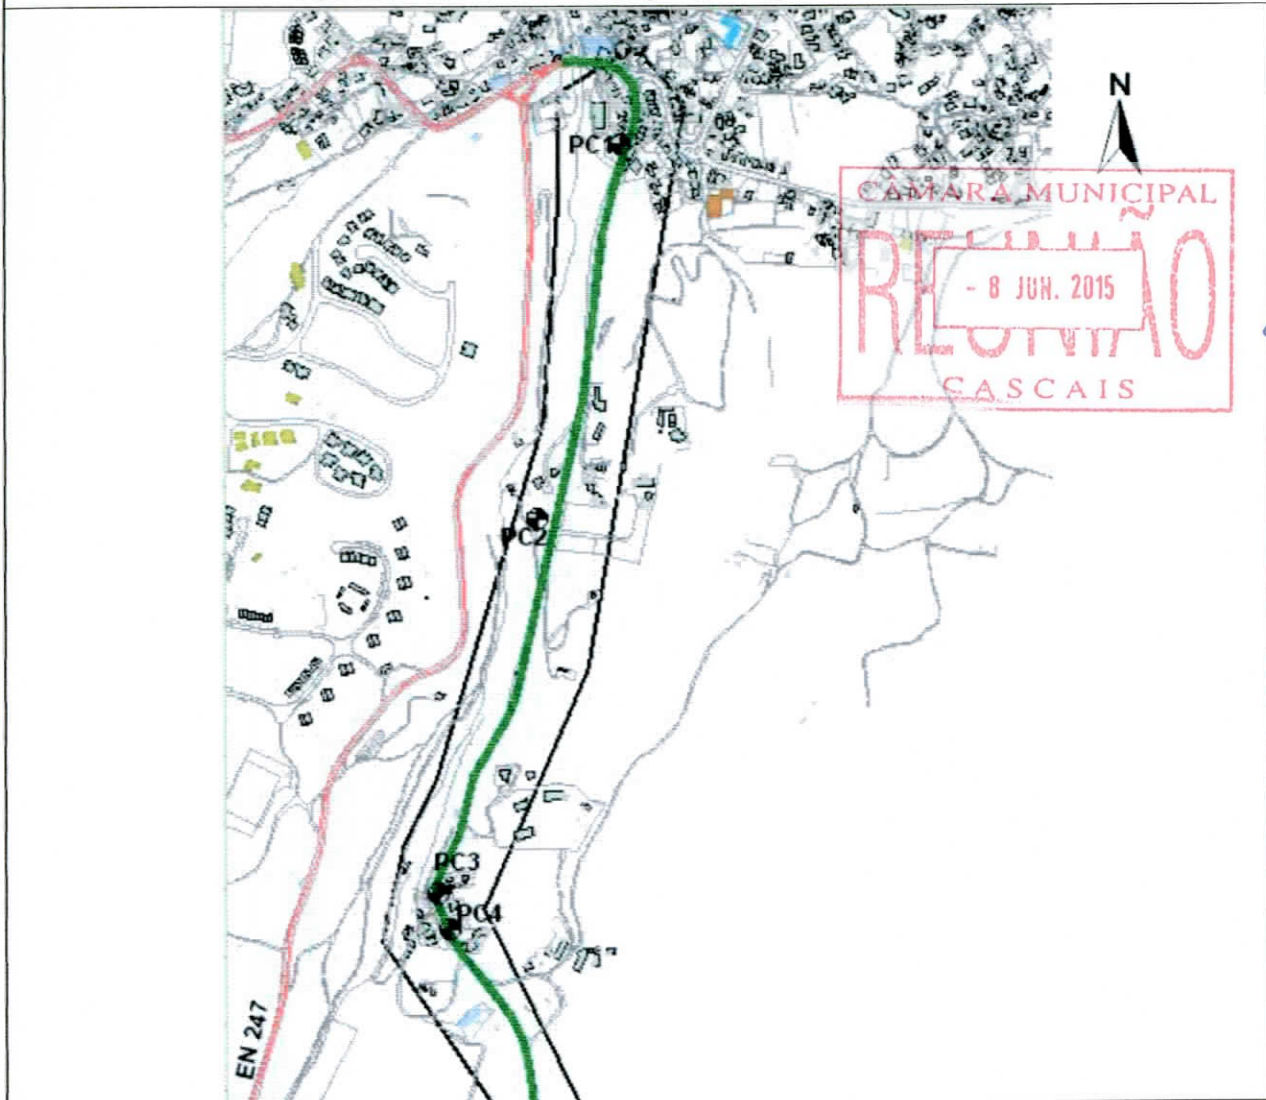 N
PC1
CÂMARA MUNICIPAL
REUNIÃO
- 8 JUN. 2015
CASCAIS
PC2
PC3
PC4
EN 247